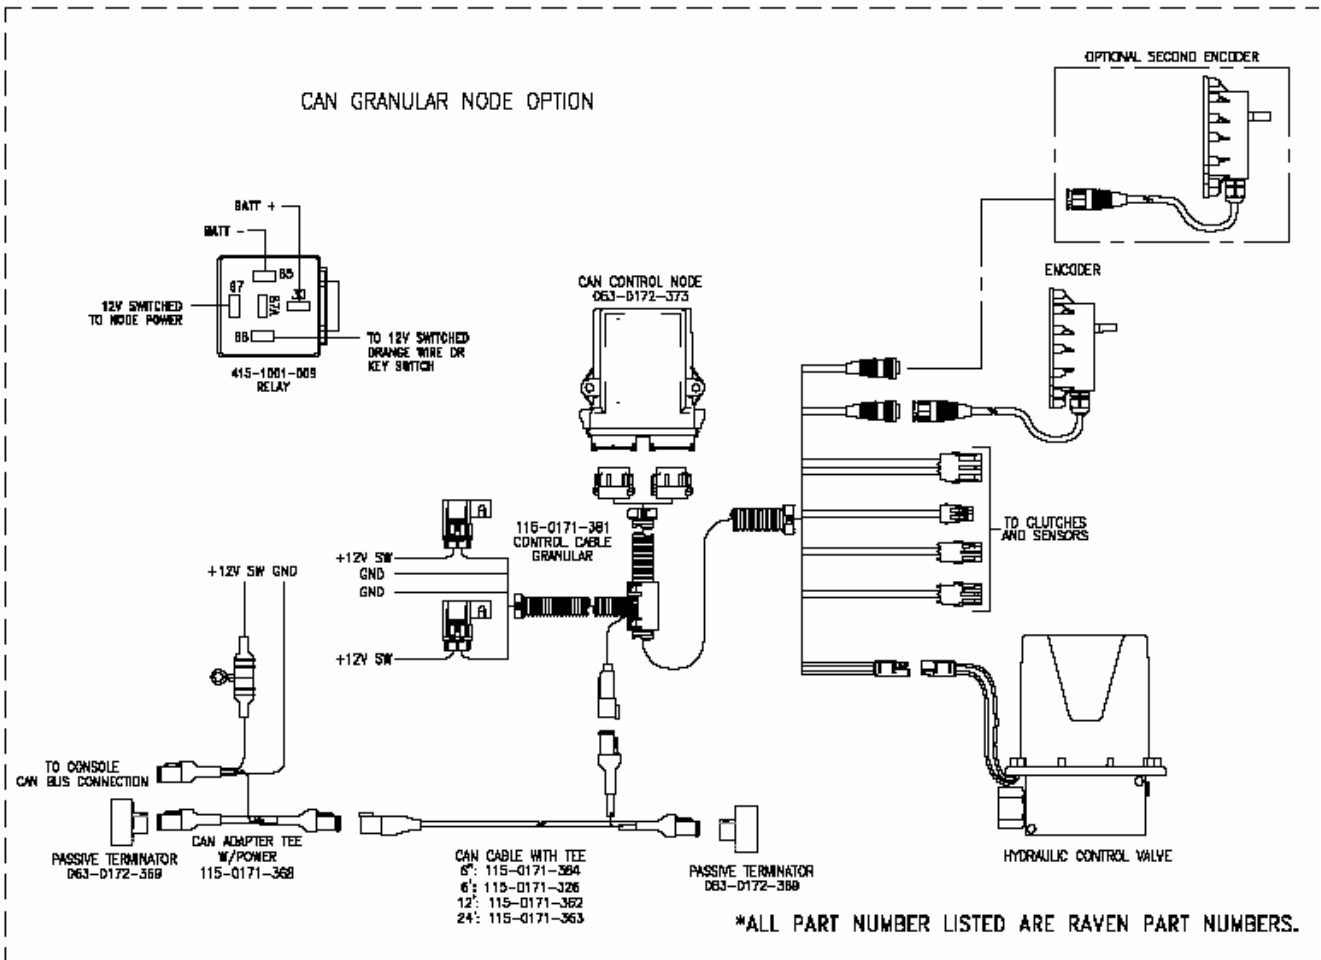 OPTIONAL SECOND ENCODER
CAN GRANULAR NODE OPTION
BATT +
BATT -
85
87
87A
86
12V SWITCHED
TO NODE POWER
TO 12V SWITCHED
ORANGE WIRE OR
KEY SWITCH
415-1001-009
RELAY
CAN CONTROL NODE
063-0172-373
ENCODER
115-0171-381
CONTROL CABLE
GRANULAR
TO CLUTCHES
AND SENSORS
+12V SW
GND
GND
+12V SW
+12V SW GND
TO CONSOLE
CAN BUS CONNECTION
PASSIVE TERMINATOR
063-0172-369
CAN ADAPTER TEE
W/POWER
115-0171-368
CAN CABLE WITH TEE
6": 115-0171-364
6': 115-0171-326
12': 115-0171-362
24': 115-0171-363
PASSIVE TERMINATOR
063-0172-369
HYDRAULIC CONTROL VALVE
*ALL PART NUMBER LISTED ARE RAVEN PART NUMBERS.